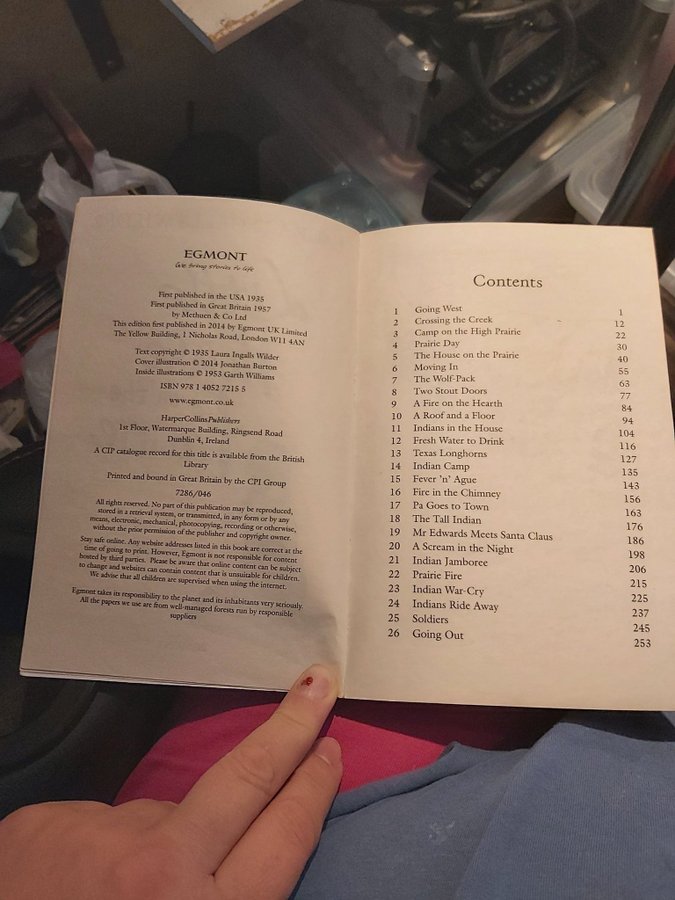 EGMONT
We bring stories to life
First published in the USA 1935
First published in Great Britain 1957
by Methuen & Co Ltd
This edition first published in 2014 by Egmont UK Limited
The Yellow Building, 1 Nicholas Road, London W11 4AN
Text copyright © 1935 Laura Ingalls Wilder
Cover illustration © 2014 Jonathan Burton
Inside illustrations © 1953 Garth Williams
ISBN 978 1 4052 7215 5
www.egmont.co.uk
HarperCollinsPublishers
1st Floor, Watermarque Building, Ringsend Road
Dunblin 4, Ireland
A CIP catalogue record for this title is available from the British
Library
Printed and bound in Great Britain by the CPI Group
7286/046
All rights reserved. No part of this publication may be reproduced,
stored in a retrieval system, or transmitted, in any form or by any
means, electronic, mechanical, photocopying, recording or otherwise,
without the prior permission of the publisher and copyright owner.
Stay safe online. Any website addresses listed in this book are correct at the
time of going to print. However, Egmont is not responsible for content
hosted by third parties. Please be aware that online content can be subject
to change and websites can contain content that is unsuitable for children.
We advise that all children are supervised when using the internet.
Egmont takes its responsibility to the planet and its inhabitants very seriously.
All the papers we use are from well-managed forests run by responsible
suppliers
Contents
1 Going West 1
2 Crossing the Creek 12
3 Camp on the High Prairie 22
4 Prairie Day 30
5 The House on the Prairie 40
6 Moving In 55
7 The Wolf-Pack 63
8 Two Stout Doors 77
9 A Fire on the Hearth 84
10 A Roof and a Floor 94
11 Indians in the House 104
12 Fresh Water to Drink 116
13 Texas Longhorns 127
14 Indian Camp 135
15 Fever 'n' Ague 143
16 Fire in the Chimney 156
17 Pa Goes to Town 163
18 The Tall Indian 176
19 Mr Edwards Meets Santa Claus 186
20 A Scream in the Night 198
21 Indian Jamboree 206
22 Prairie Fire 215
23 Indian War-Cry 225
24 Indians Ride Away 237
25 Soldiers 245
26 Going Out 253